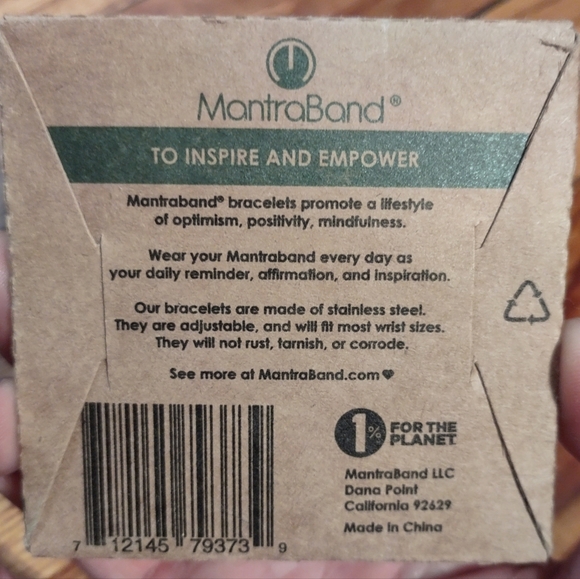 MantraBand®
TO INSPIRE AND EMPOWER
Mantraband® bracelets promote a lifestyle
of optimism, positivity, mindfulness.
Wear your Mantraband every day as
your daily reminder, affirmation, and inspiration.
Our bracelets are made of stainless steel.
They are adjustable, and will fit most wrist sizes.
They will not rust, tarnish, or corrode.
See more at MantraBand.com♥
1% FOR THE
PLANET
MantraBand LLC
Dana Point
California 92629
Made in China
7 12145 79373 9